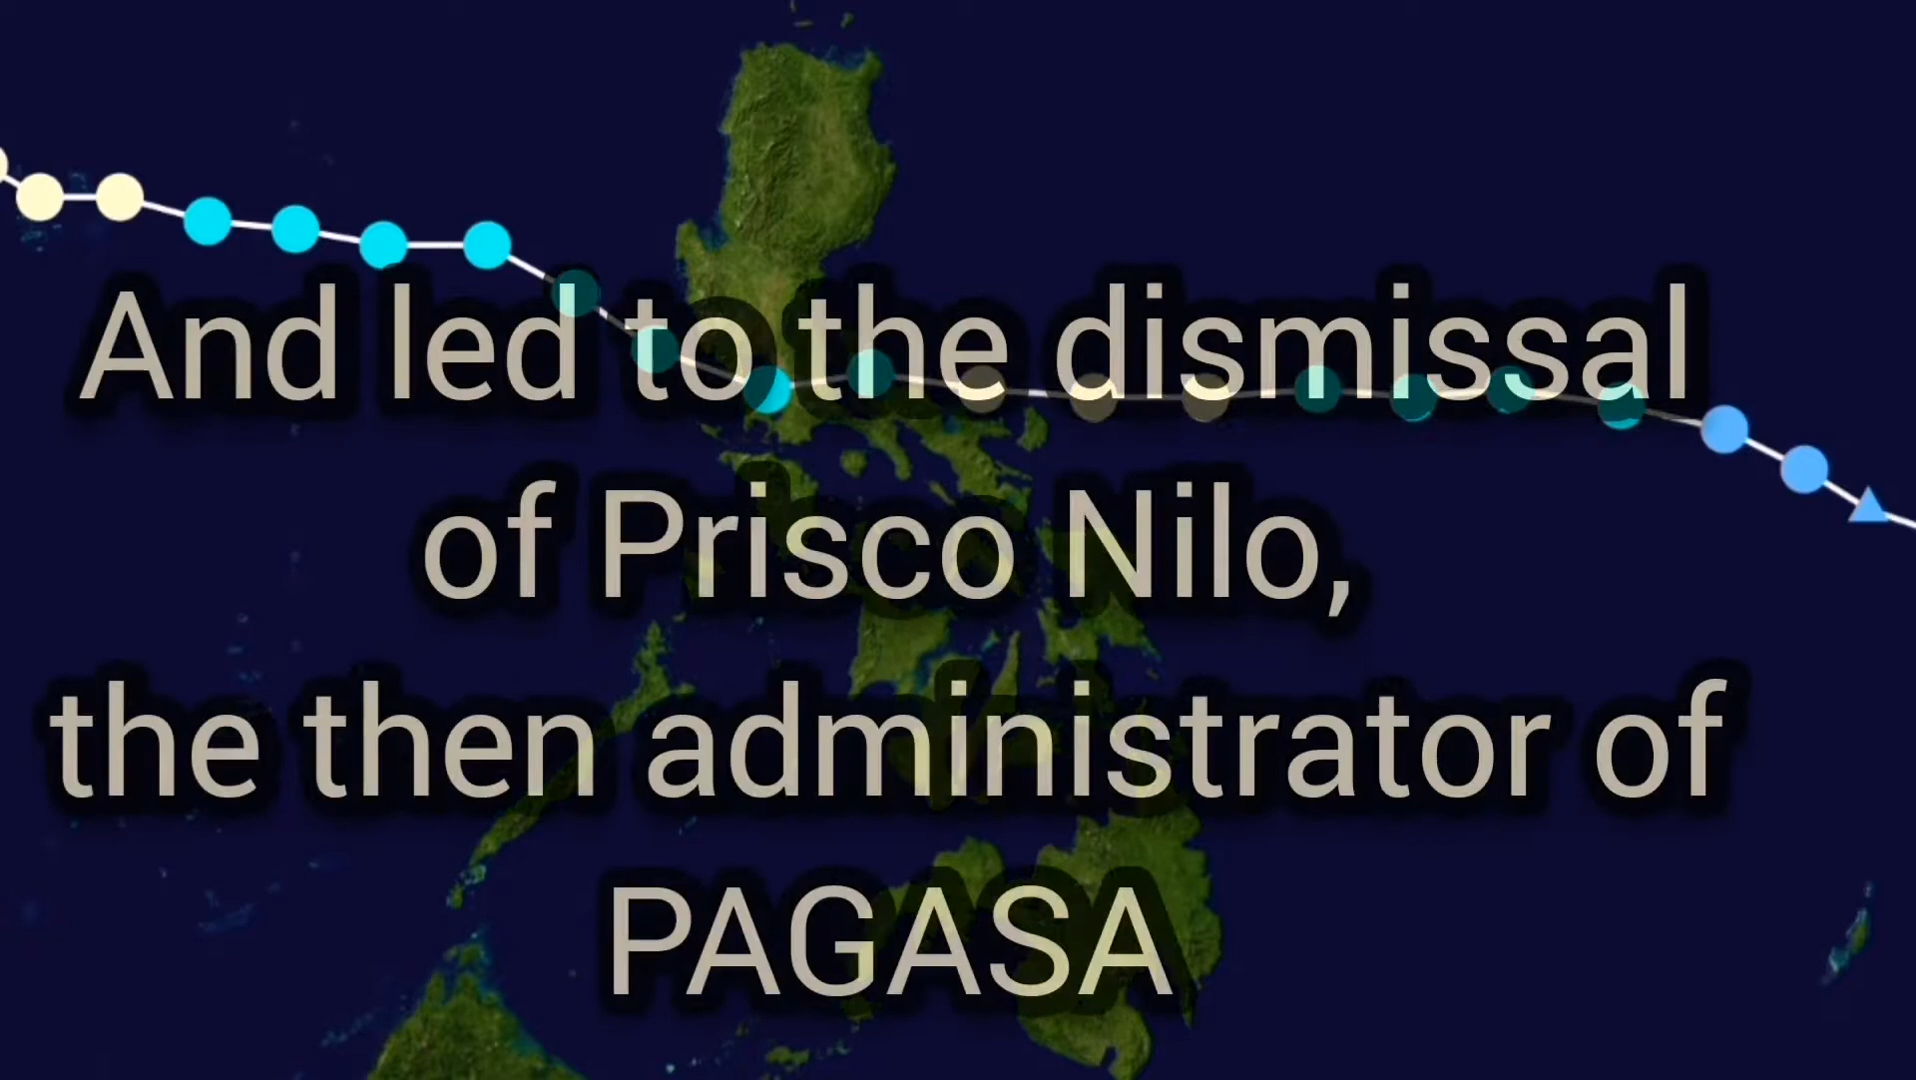 And led to the dismissal
of Prisco Nilo,
the then administrator of
PAGASA